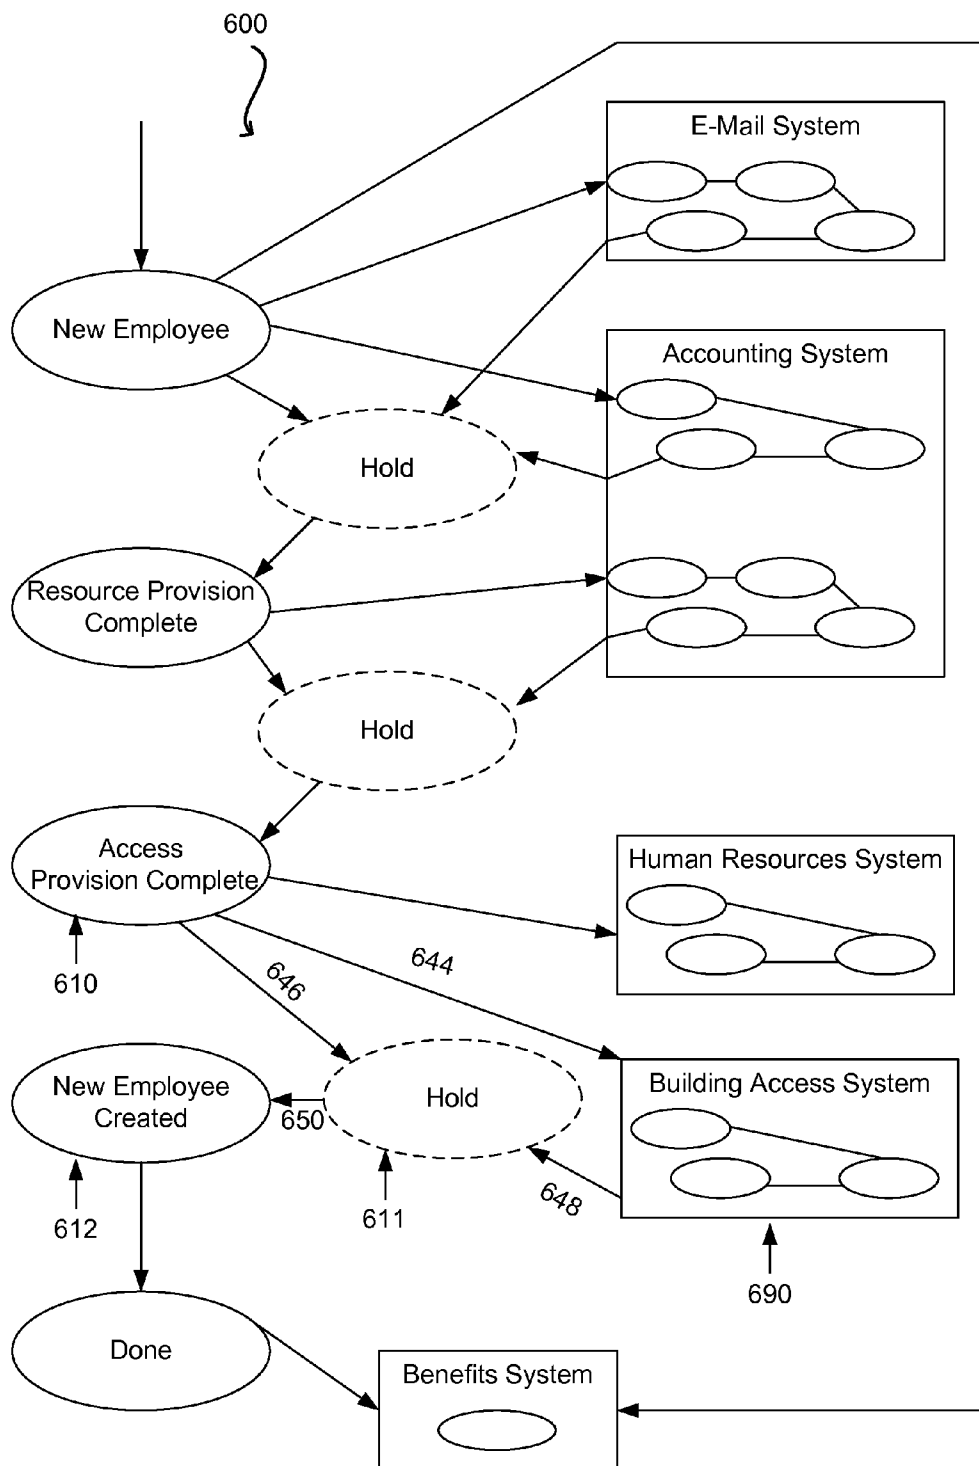 600
E-Mail System
New Employee
Accounting System
Hold
Resource Provision
Complete
Hold
Access
Provision Complete
Human Resources System
610
646
644
New Employee
Created
650
Hold
Building Access System
612
611
648
690
Done
Benefits System